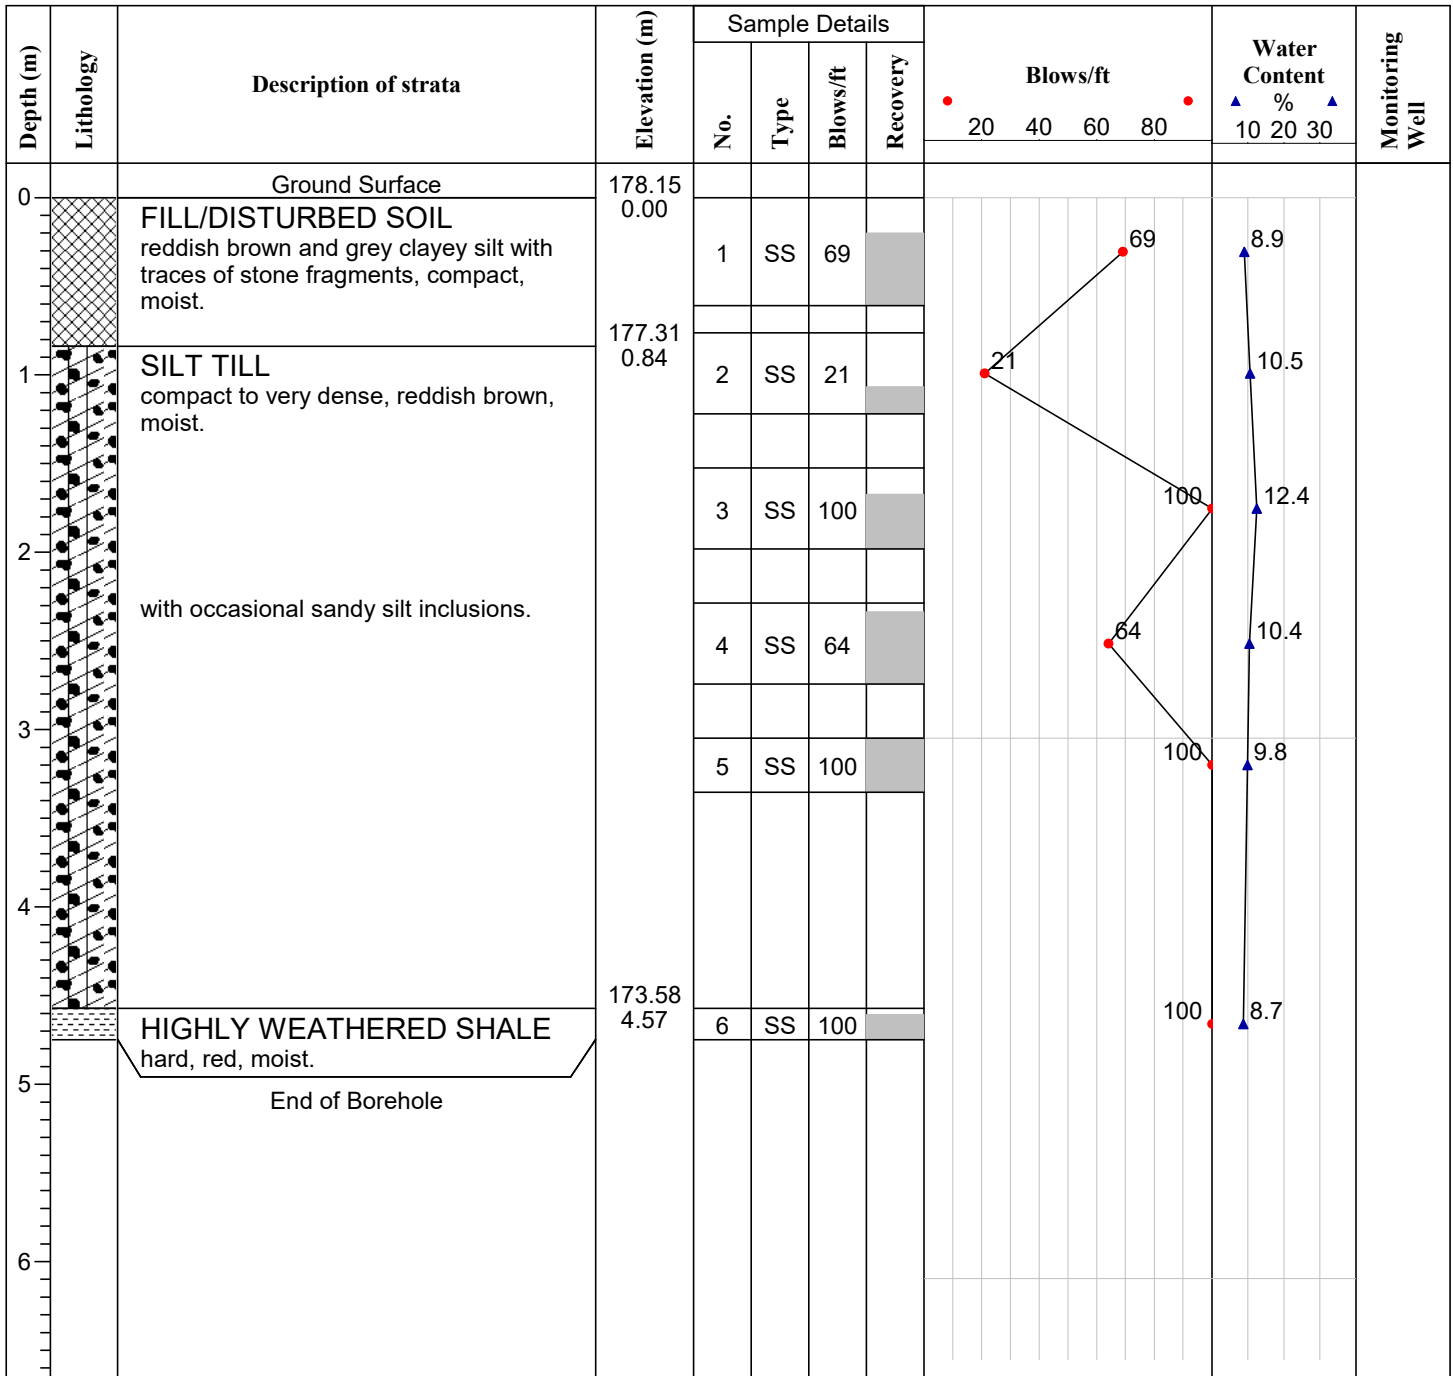 Depth (m)
Lithology
Description of strata
Elevation (m)
Sample Details
No.
Type
Blows/ft
Recovery
Blows/ft
20 40 60 80
Water
Content
%
10 20 30
Monitoring
Well
Ground Surface
178.15
0.00
0
FILL/DISTURBED SOIL
reddish brown and grey clayey silt with
traces of stone fragments, compact,
moist.
1 SS 69
69
8.9
177.31
0.84
SILT TILL
compact to very dense, reddish brown,
moist.
1
2 SS 21
21
10.5
3 SS 100
100
12.4
2
with occasional sandy silt inclusions.
4 SS 64
64
10.4
3
5 SS 100
100
9.8
4
173.58
4.57
HIGHLY WEATHERED SHALE
hard, red, moist.
6 SS 100
100
8.7
5
End of Borehole
6